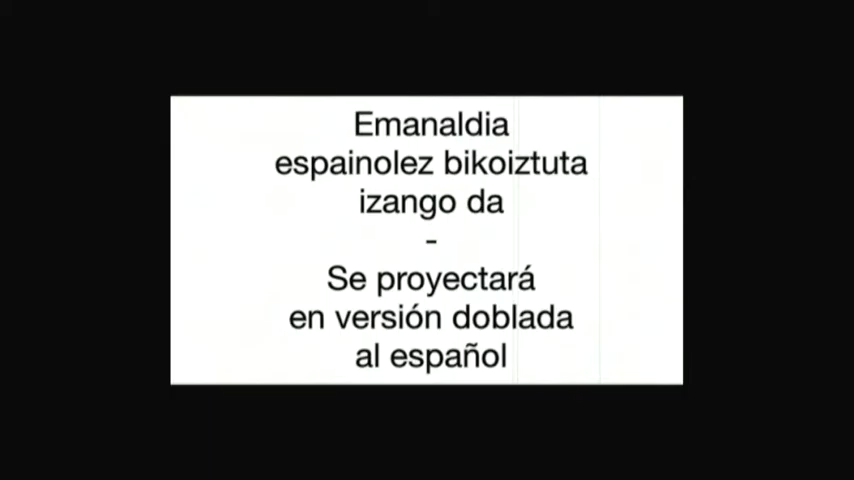 Emanaldia
espainolez bikoiztuta
izango da
-
Se proyectará
en versión doblada
al español